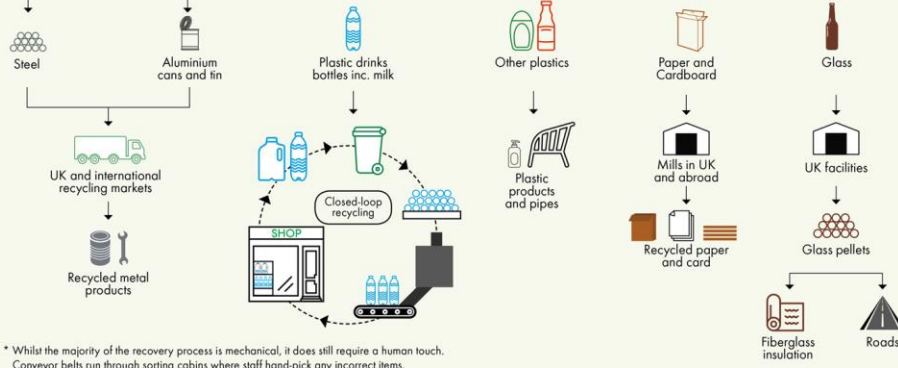 Steel
Aluminium
cans and tin
Plastic drinks
bottles inc. milk
Other plastics
Paper and
Cardboard
Glass
UK and international
recycling markets
Closed-loop
recycling
SHOP
Plastic
products
and pipes
Mills in UK
and abroad
UK facilities
Recycled metal
products
Recycled paper
and card
Glass pellets
Fiberglass
insulation
Roads
* Whilst the majority of the recovery process is mechanical, it does still require a human touch.
Conveyor belts run through sorting cabins where staff hand-pick any incorrect items.